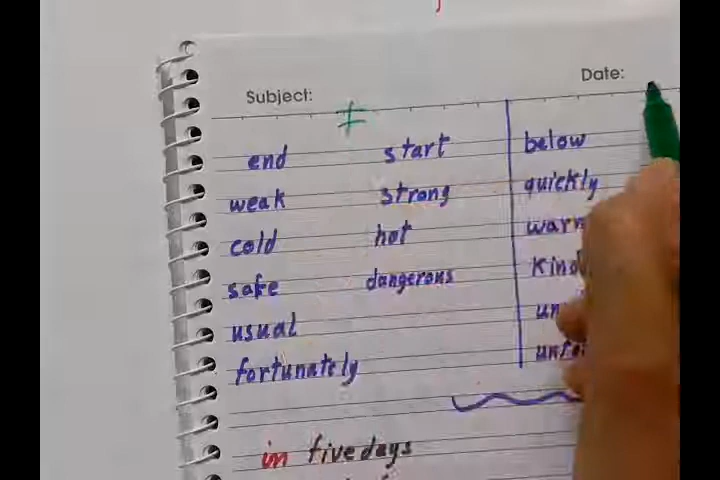 Subject: Date:
≠
end start below
weak strong quickly
cold hot
safe dangerous
usual
fortunately
in five days